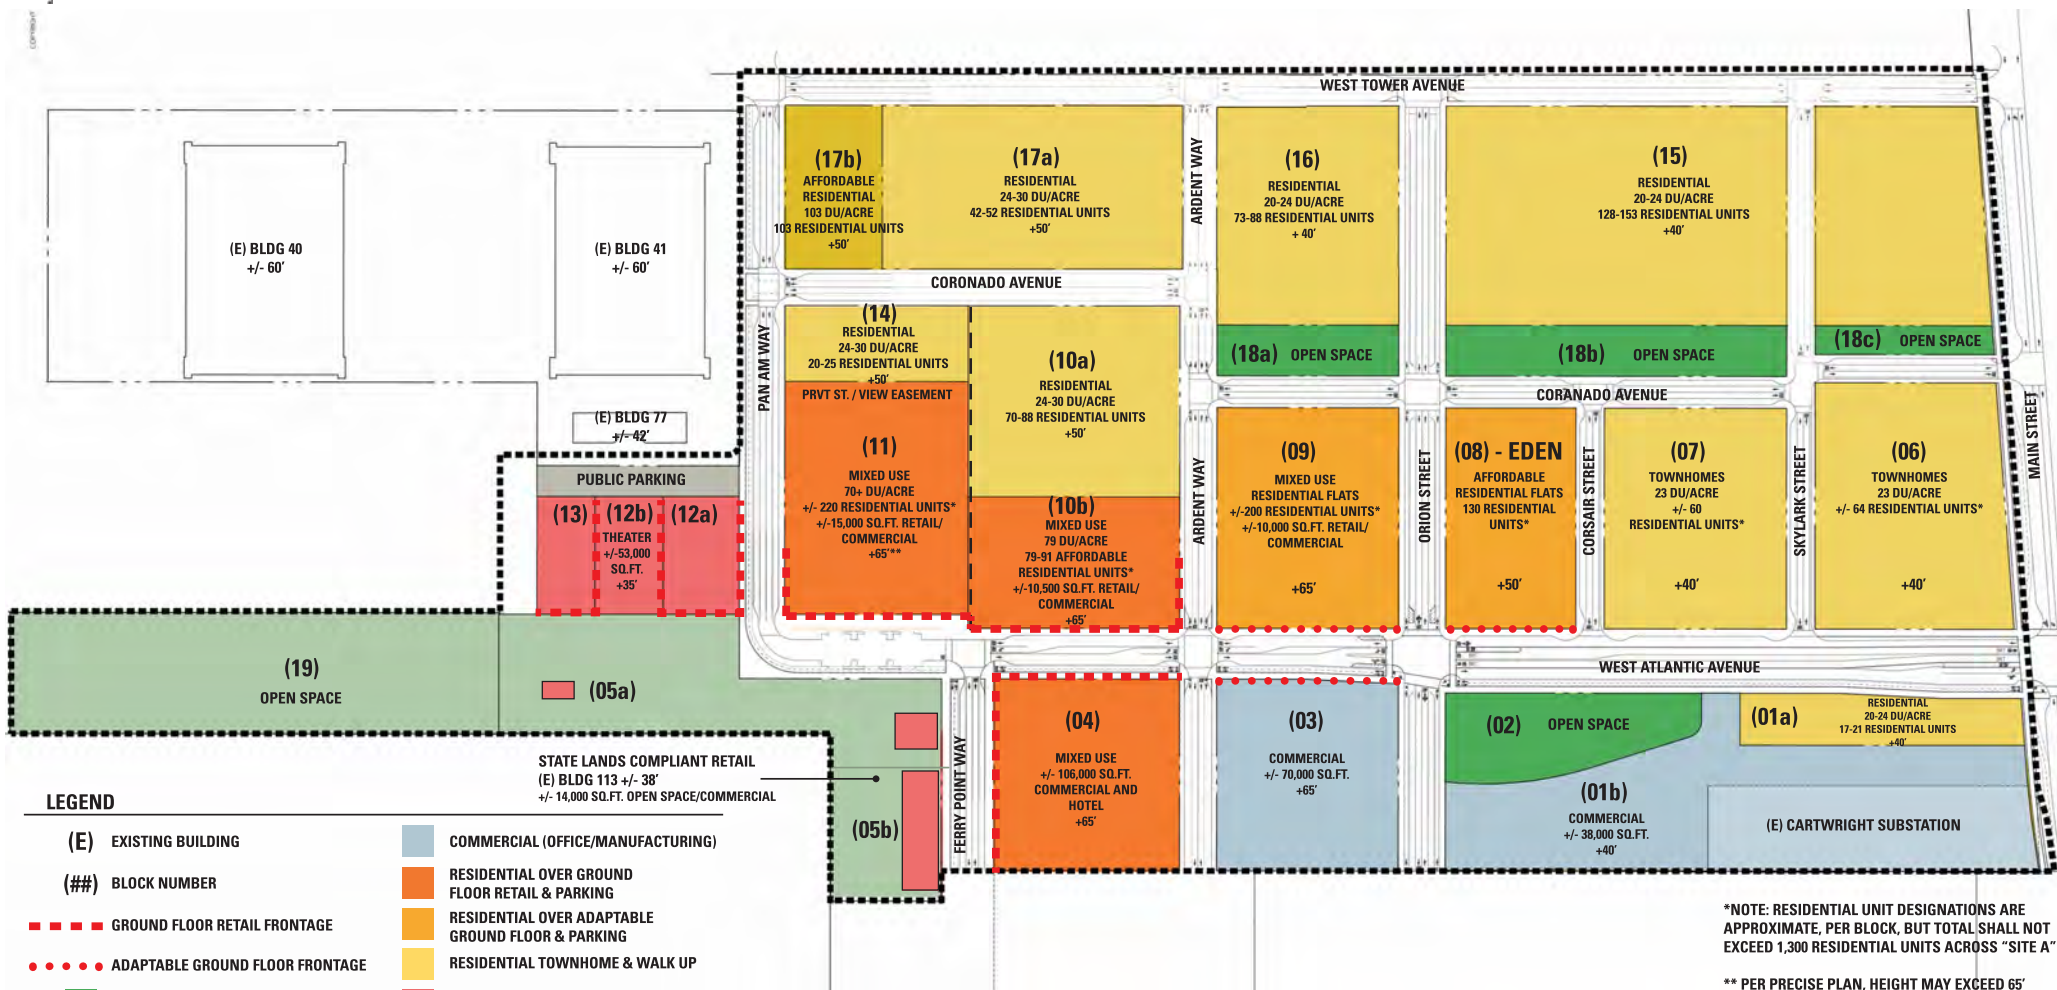 COPYRIGHT
WEST TOWER AVENUE
(17b)
AFFORDABLE
RESIDENTIAL
103 DU/ACRE
103 RESIDENTIAL UNITS
+50'
(17a)
RESIDENTIAL
24-30 DU/ACRE
42-52 RESIDENTIAL UNITS
+50'
ARDENT WAY
(16)
RESIDENTIAL
20-24 DU/ACRE
73-88 RESIDENTIAL UNITS
+ 40'
(15)
RESIDENTIAL
20-24 DU/ACRE
128-153 RESIDENTIAL UNITS
+40'
(E) BLDG 40
+/- 60'
(E) BLDG 41
+/- 60'
CORONADO AVENUE
PAN AM WAY
(14)
RESIDENTIAL
24-30 DU/ACRE
20-25 RESIDENTIAL UNITS
+50'
(10a)
RESIDENTIAL
24-30 DU/ACRE
70-88 RESIDENTIAL UNITS
+50'
(18a) OPEN SPACE
(18b) OPEN SPACE
(18c) OPEN SPACE
CORANADO AVENUE
(E) BLDG 77
+/- 42'
PUBLIC PARKING
(13)
(12b)
THEATER
+/-53,000
SQ.FT.
+35'
(12a)
PRVT ST. / VIEW EASEMENT
(11)
MIXED USE
70+ DU/ACRE
+/- 220 RESIDENTIAL UNITS*
+/-15,000 SQ.FT. RETAIL/
COMMERCIAL
+65'**
(10b)
MIXED USE
79 DU/ACRE
79-91 AFFORDABLE
RESIDENTIAL UNITS*
+/-10,500 SQ.FT. RETAIL/
COMMERCIAL
+65'
ARDENT WAY
(09)
MIXED USE
RESIDENTIAL FLATS
+/-200 RESIDENTIAL UNITS*
+/-10,000 SQ.FT. RETAIL/
COMMERCIAL
+65'
ORION STREET
(08) - EDEN
AFFORDABLE
RESIDENTIAL FLATS
130 RESIDENTIAL
UNITS*
+50'
CORSAIR STREET
(07)
TOWNHOMES
23 DU/ACRE
+/- 60
RESIDENTIAL UNITS*
+40'
SKYLARK STREET
(06)
TOWNHOMES
23 DU/ACRE
+/- 64 RESIDENTIAL UNITS*
+40'
MAIN STREET
WEST ATLANTIC AVENUE
(19)
OPEN SPACE
(05a)
(05b)
STATE LANDS COMPLIANT RETAIL
(E) BLDG 113 +/- 38'
+/- 14,000 SQ.FT. OPEN SPACE/COMMERCIAL
FERRY POINT WAY
(04)
MIXED USE
+/- 106,000 SQ.FT.
COMMERCIAL AND
HOTEL
+65'
(03)
COMMERCIAL
+/- 70,000 SQ.FT.
+65'
(02) OPEN SPACE
(01a)
RESIDENTIAL
20-24 DU/ACRE
17-21 RESIDENTIAL UNITS
+40'
(01b)
COMMERCIAL
+/- 38,000 SQ.FT.
+40'
(E) CARTWRIGHT SUBSTATION
LEGEND
(E) EXISTING BUILDING
(##) BLOCK NUMBER
GROUND FLOOR RETAIL FRONTAGE
ADAPTABLE GROUND FLOOR FRONTAGE
COMMERCIAL (OFFICE/MANUFACTURING)
RESIDENTIAL OVER GROUND
FLOOR RETAIL & PARKING
RESIDENTIAL OVER ADAPTABLE
GROUND FLOOR & PARKING
RESIDENTIAL TOWNHOME & WALK UP
*NOTE: RESIDENTIAL UNIT DESIGNATIONS ARE
APPROXIMATE, PER BLOCK, BUT TOTAL SHALL NOT
EXCEED 1,300 RESIDENTIAL UNITS ACROSS "SITE A"
** PER PRECISE PLAN, HEIGHT MAY EXCEED 65'